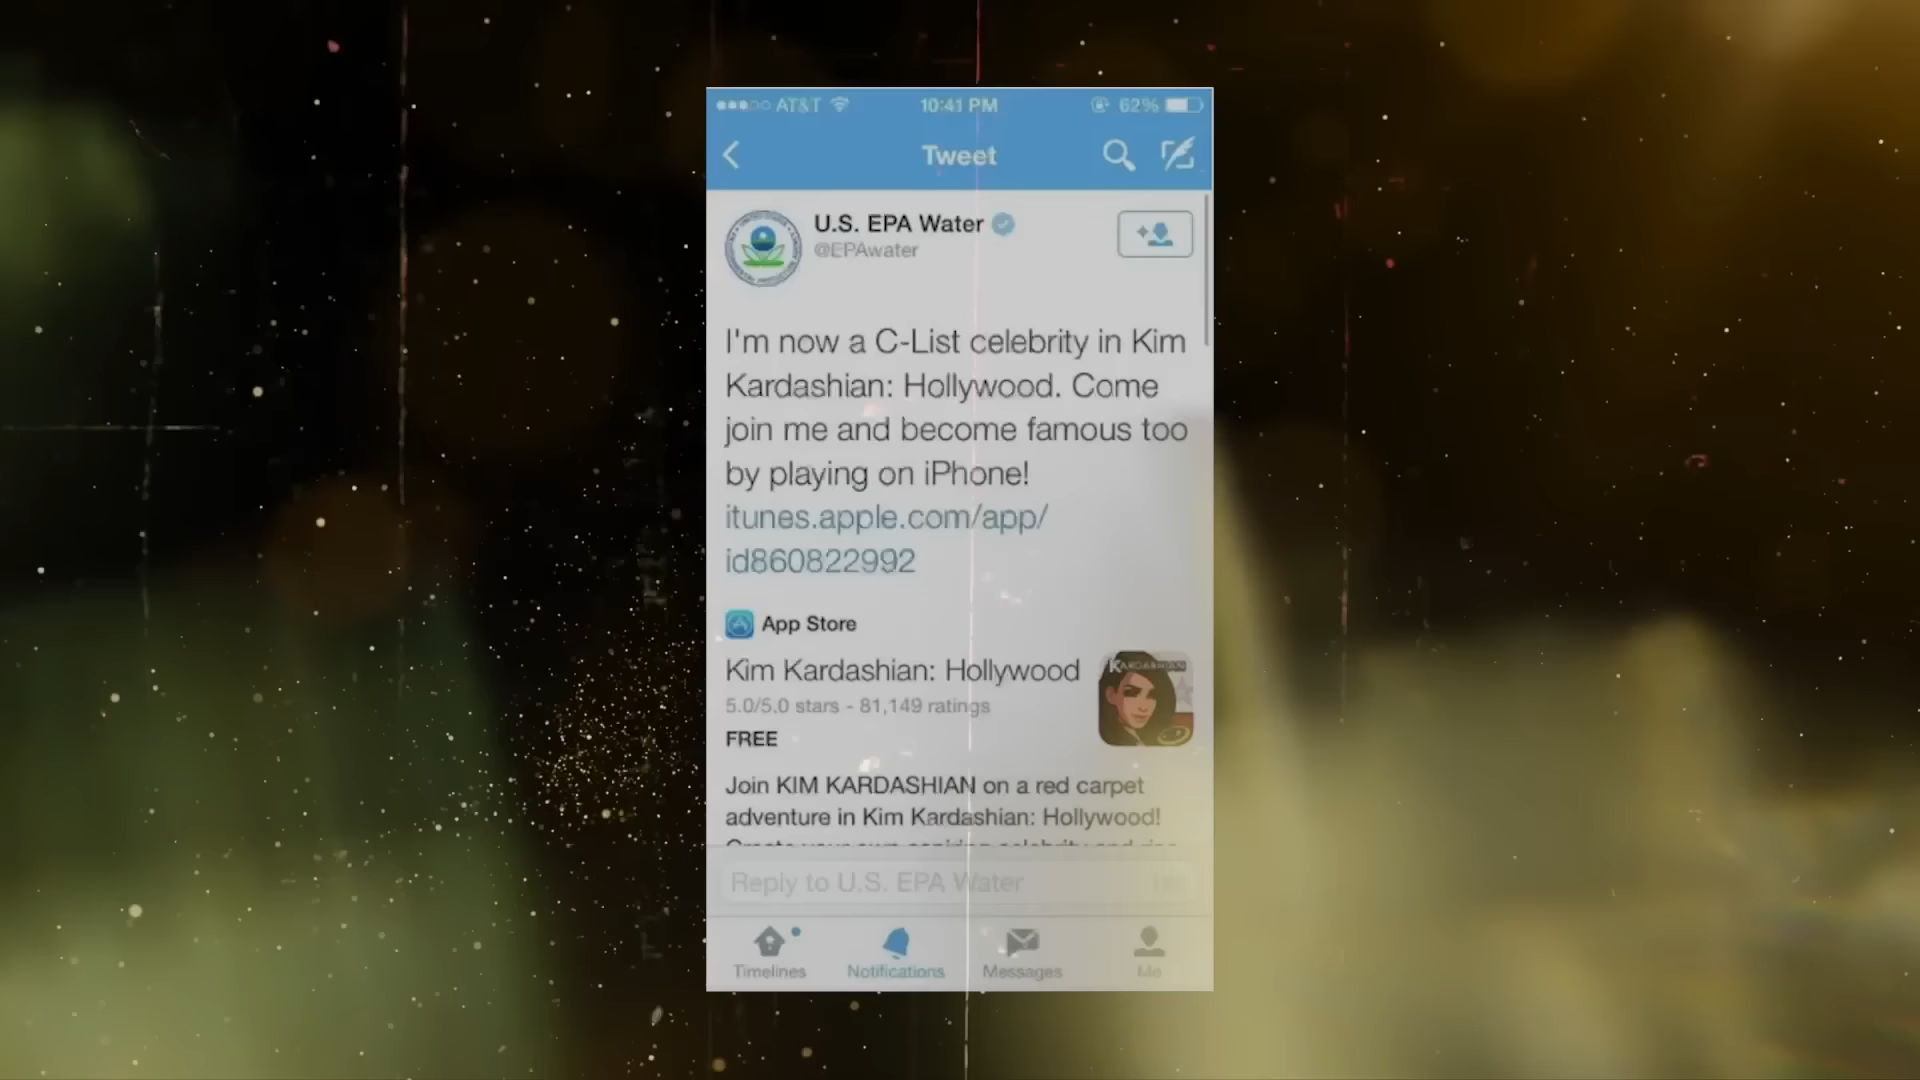 AT&T 10:41 PM 62%
Tweet
U.S. EPA Water
@EPAwater
I'm now a C-List celebrity in Kim
Kardashian: Hollywood. Come
join me and become famous too
by playing on iPhone!
itunes.apple.com/app/
id860822992
App Store
Kim Kardashian: Hollywood
5.0/5.0 stars - 81,149 ratings
FREE
KARDASHIAN
Join KIM KARDASHIAN on a red carpet
adventure in Kim Kardashian: Hollywood!
Reply to U.S. EPA Water
Timelines Notifications Messages Me